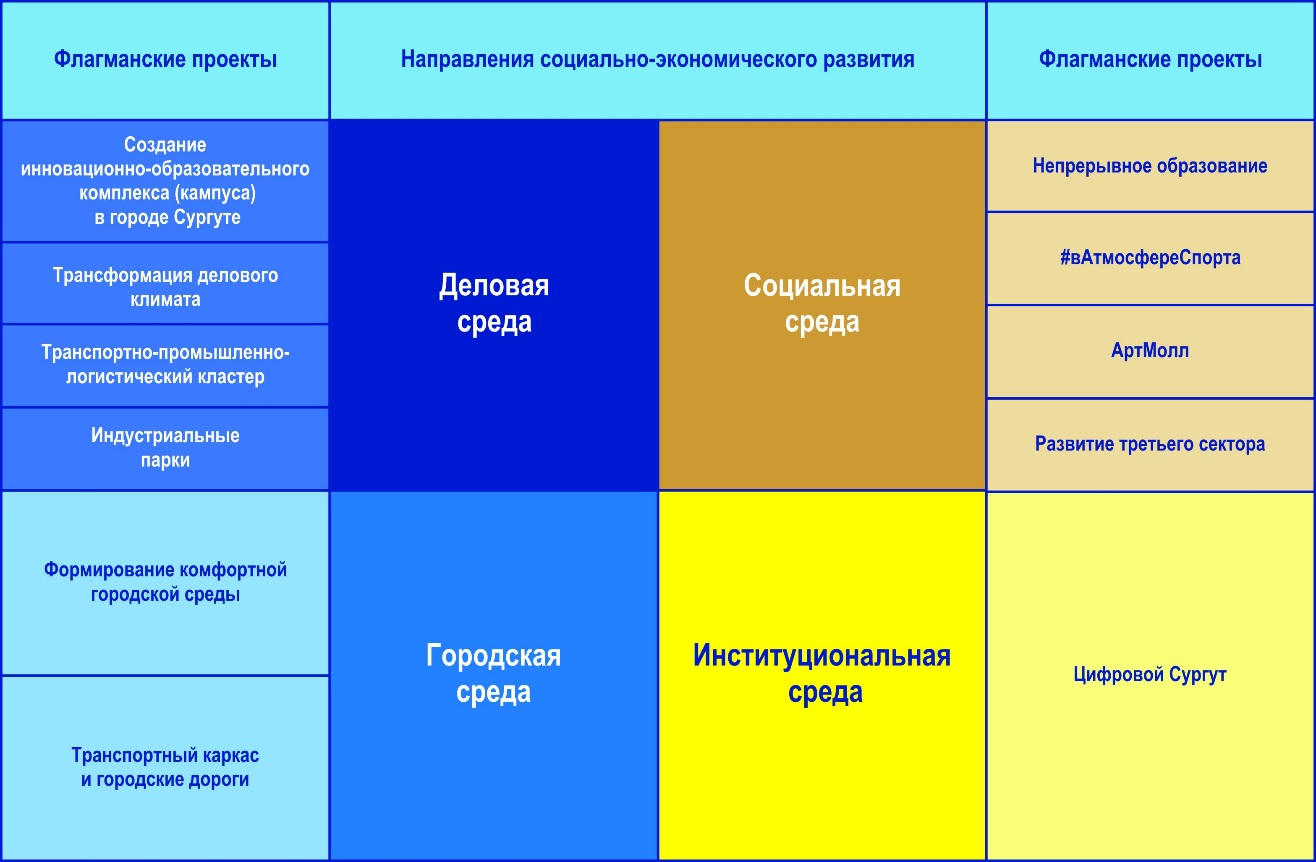 Флагманские проекты
Направления социально-экономического развития
Флагманские проекты
Создание
инновационно-образовательного
комплекса (кампуса)
в городе Сургуте
Трансформация делового
климата
Транспортно-промышленно-
логистический кластер
Индустриальные
парки
Деловая
среда
Социальная
среда
Непрерывное образование
#вАтмосфереСпорта
АртМолл
Развитие третьего сектора
Формирование комфортной
городской среды
Транспортный каркас
и городские дороги
Городская
среда
Институциональная
среда
Цифровой Сургут